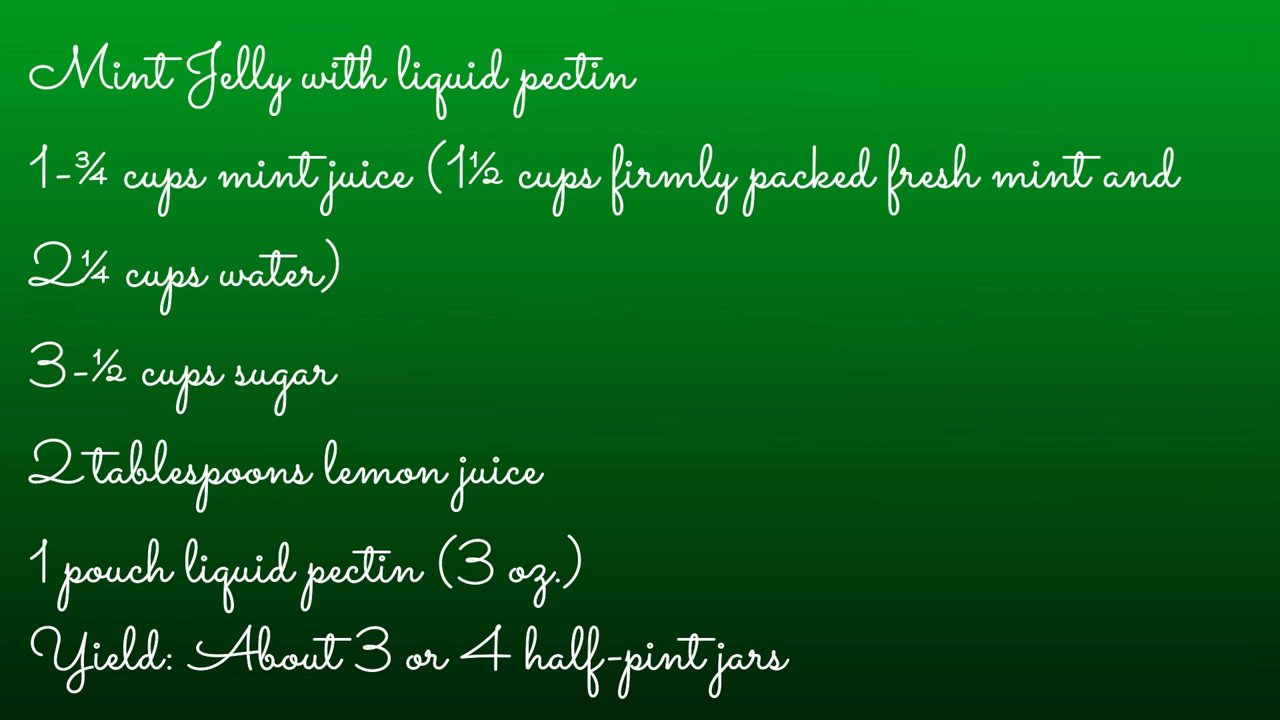 Mint Jelly with liquid pectin
1-¾ cups mint juice (1½ cups firmly packed fresh mint and
2¼ cups water)
3-½ cups sugar
2 tablespoons lemon juice
1 pouch liquid pectin (3 oz.)
Yield: About 3 or 4 half-pint jars